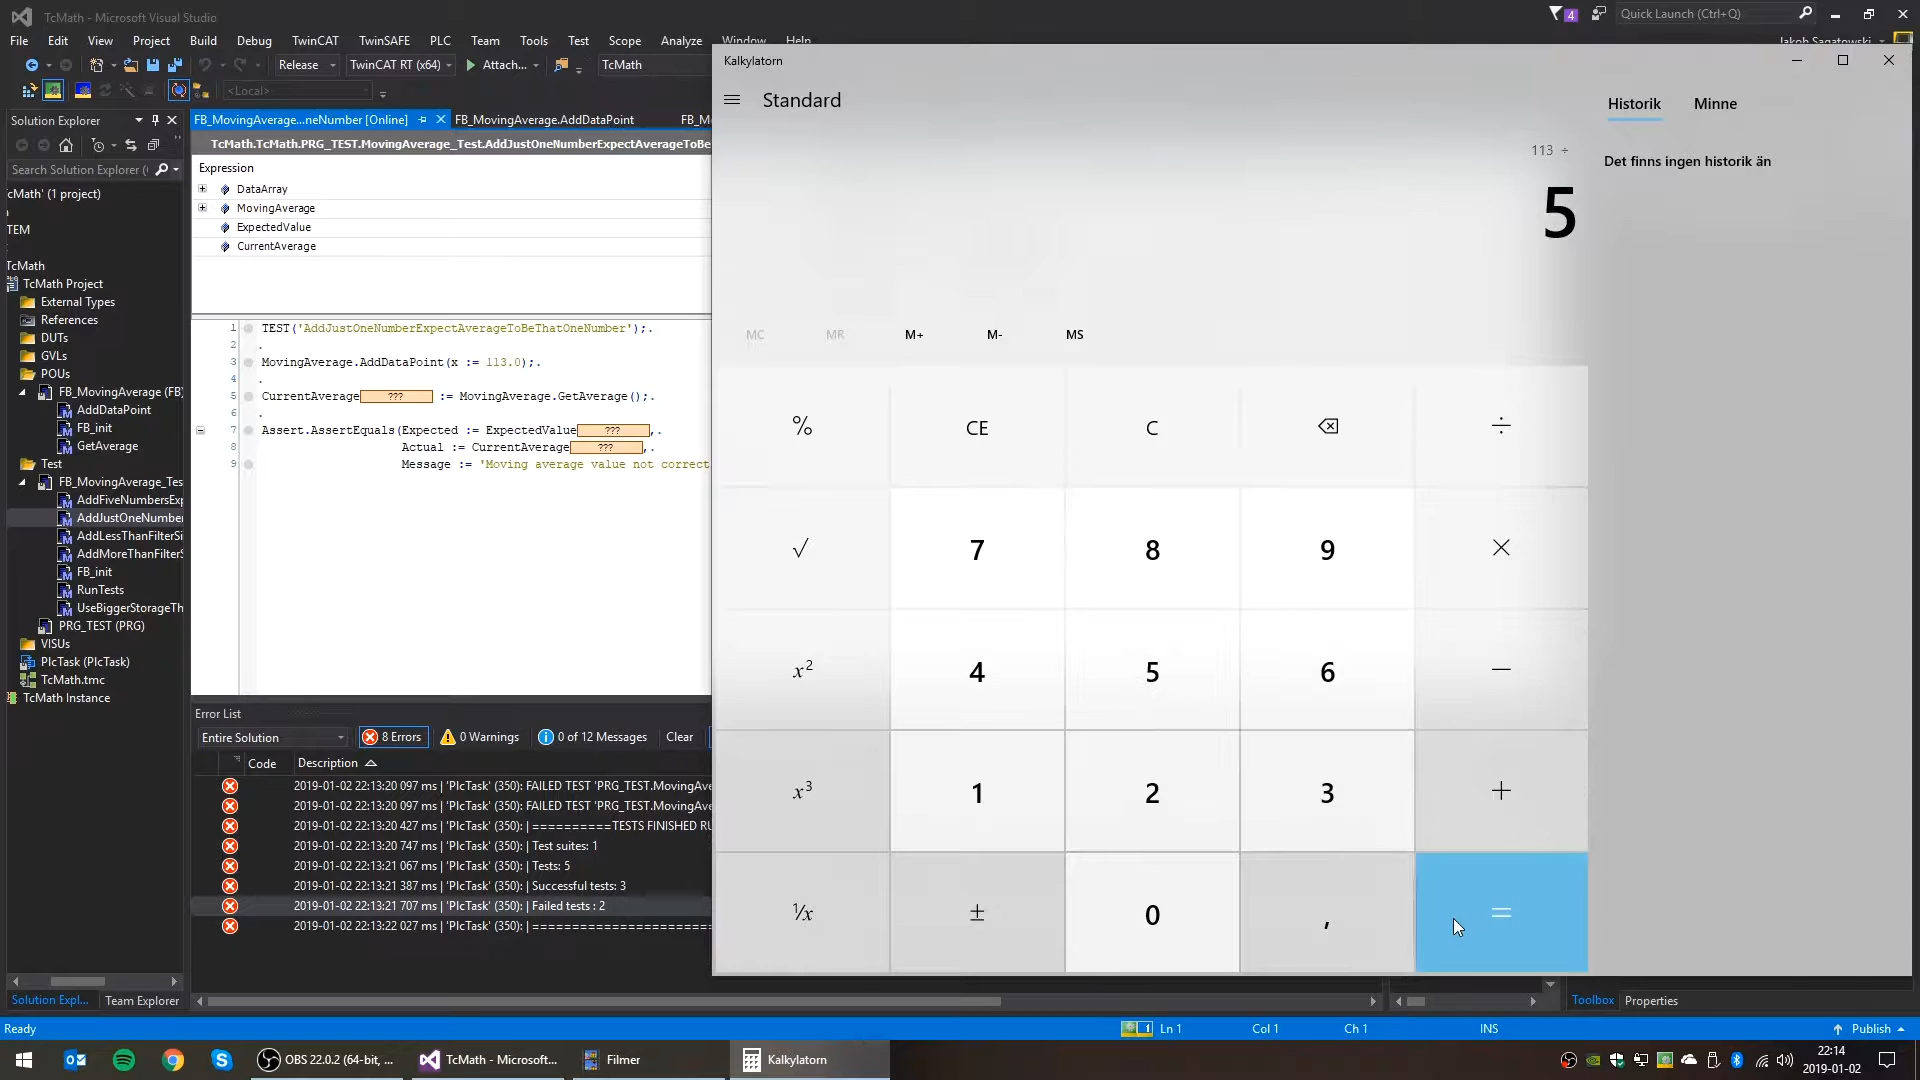 TcMath - Microsoft Visual Studio
4
Quick Launch (Ctrl+Q)
File Edit View Project Build Debug TwinCAT TwinSAFE PLC Team Tools Test Scope Analyze Window Help
Jakob Sagatowski
Release TwinCAT RT (x64) Attach... TcMath
<Local>
Solution Explorer
Search Solution Explorer (
cMath' (1 project)
TEM
TcMath
TcMath Project
External Types
References
DUTs
GVLs
POUs
FB_MovingAverage (FB)
AddDataPoint
FB_init
GetAverage
Test
FB_MovingAverage_Tes
AddFiveNumbersExp
AddJustOneNumber
AddLessThanFilterSi
AddMoreThanFilterS
FB_init
RunTests
UseBiggerStorageTh
PRG_TEST (PRG)
VISUs
PlcTask (PlcTask)
TcMath.tmc
TcMath Instance
Solution Expl... Team Explorer
FB_MovingAverage...neNumber [Online] FB_MovingAverage.AddDataPoint FB_M
TcMath.TcMath.PRG_TEST.MovingAverage_Test.AddJustOneNumberExpectAverageToBe
Expression
DataArray
MovingAverage
ExpectedValue
CurrentAverage
1 TEST('AddJustOneNumberExpectAverageToBeThatOneNumber');.
2 .
3 MovingAverage.AddDataPoint(x := 113.0);.
4 .
5 CurrentAverage ??? := MovingAverage.GetAverage();.
6 .
7 Assert.AssertEquals(Expected := ExpectedValue ??? ,.
8 Actual := CurrentAverage ??? ,.
9 Message := 'Moving average value not correct
Error List
Entire Solution 8 Errors 0 Warnings 0 of 12 Messages Clear
Code Description
2019-01-02 22:13:20 097 ms | 'PlcTask' (350): FAILED TEST 'PRG_TEST.MovingAve
2019-01-02 22:13:20 097 ms | 'PlcTask' (350): FAILED TEST 'PRG_TEST.MovingAve
2019-01-02 22:13:20 427 ms | 'PlcTask' (350): | ==========TESTS FINISHED RU
2019-01-02 22:13:20 747 ms | 'PlcTask' (350): | Test suites: 1
2019-01-02 22:13:21 067 ms | 'PlcTask' (350): | Tests: 5
2019-01-02 22:13:21 387 ms | 'PlcTask' (350): | Successful tests: 3
2019-01-02 22:13:21 707 ms | 'PlcTask' (350): | Failed tests : 2
2019-01-02 22:13:22 027 ms | 'PlcTask' (350): | =======================
Kalkylatorn
Standard
Historik Minne
Det finns ingen historik än
113 ÷
5
MC MR M+ M- MS
% CE C ÷
√ 7 8 9 ×
x² 4 5 6 −
x³ 1 2 3 +
¹/x ± 0 , =
Toolbox Properties
Ready 1 Ln 1 Col 1 Ch 1 INS Publish
OBS 22.0.2 (64-bit, ... TcMath - Microsoft... Filmer Kalkylatorn
22:14
2019-01-02